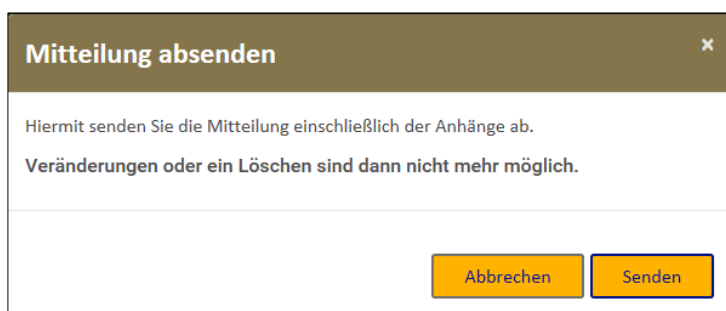 Mitteilung absenden ×
Hiermit senden Sie die Mitteilung einschließlich der Anhänge ab.
Veränderungen oder ein Löschen sind dann nicht mehr möglich.
Abbrechen Senden